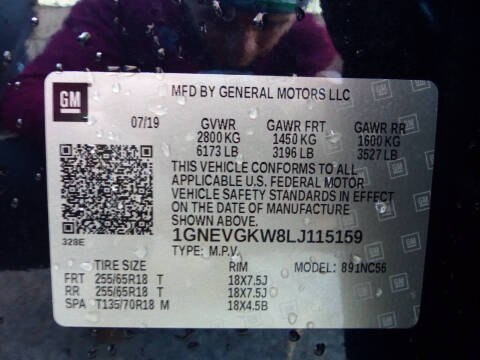 MFD BY GENERAL MOTORS LLC
GM
07/19 GVWR GAWR FRT GAWR RR
2800 KG 1450 KG 1600 KG
6173 LB 3196 LB 3527 LB
THIS VEHICLE CONFORMS TO ALL
APPLICABLE U.S. FEDERAL MOTOR
VEHICLE SAFETY STANDARDS IN EFFECT
ON THE DATE OF MANUFACTURE
SHOWN ABOVE.
328E
1GNEVGKW8LJ115159
TYPE: M.P.V.
TIRE SIZE RIM MODEL: 891NC56
FRT 255/65R18 T 18X7.5J
RR 255/65R18 T 18X7.5J
SPA T135/70R18 M 18X4.5B